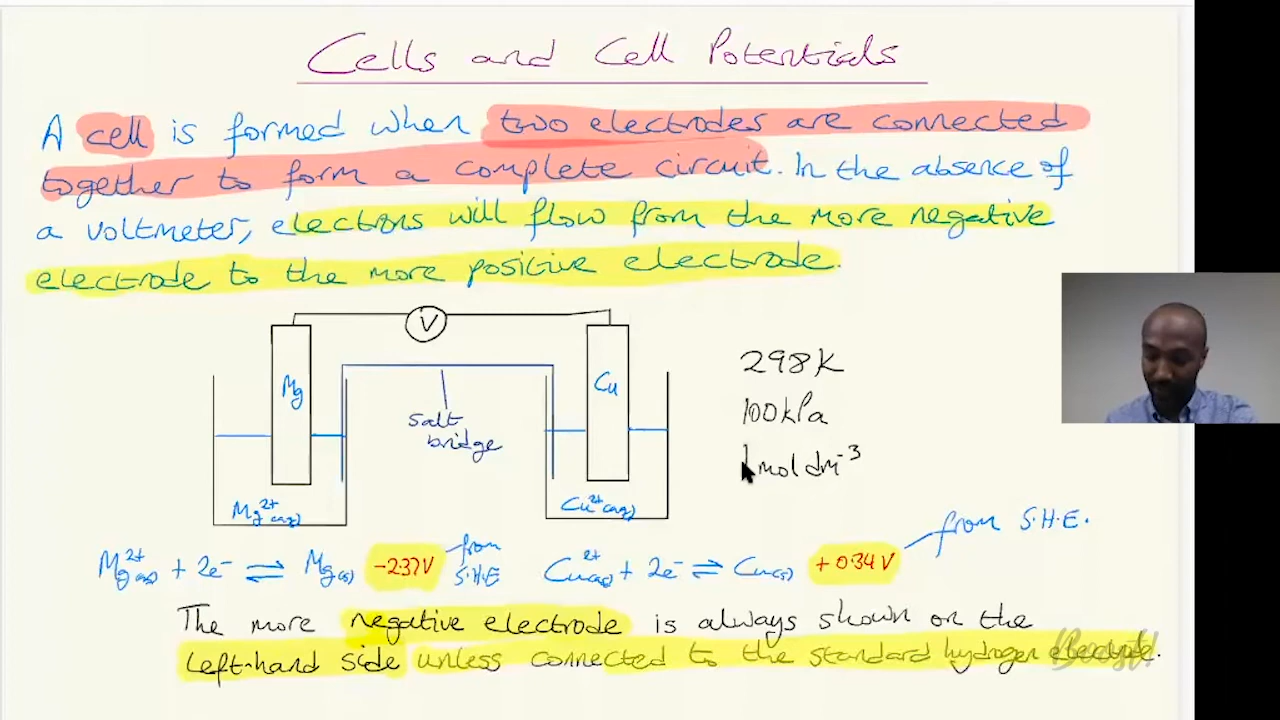 Cells and Cell Potentials
A cell is formed when two electrodes are connected
together to form a complete circuit. In the absence of
a voltmeter, electrons will flow from the more negative
electrode to the more positive electrode.
V
Mg
Cu
salt
bridge
298K
100kPa
1moldm⁻³
Mg²⁺(aq)
Cu²⁺(aq)
from S.H.E.
Mg²⁺(aq) + 2e⁻ ⇌ Mg(s) -2.37V from S.H.E
Cu²⁺(aq) + 2e⁻ ⇌ Cu(s) +0.34V
The more negative electrode is always shown on the
left-hand side unless connected to the standard hydrogen electrode.
Boost!